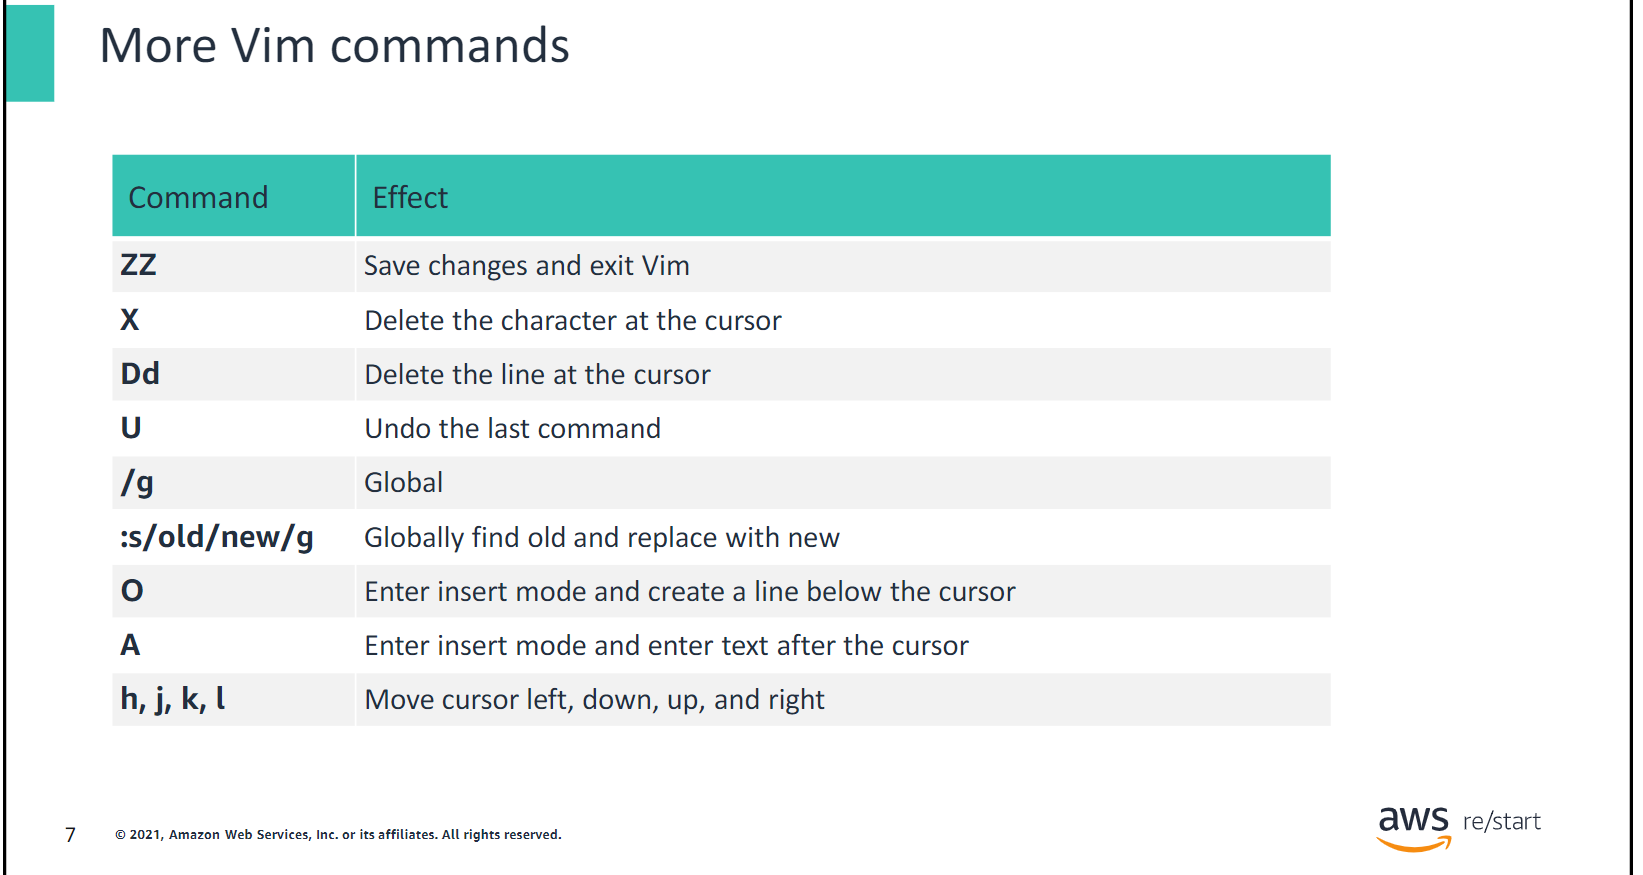 More Vim commands
Command Effect
ZZ Save changes and exit Vim
X Delete the character at the cursor
Dd Delete the line at the cursor
U Undo the last command
/g Global
:s/old/new/g Globally find old and replace with new
O Enter insert mode and create a line below the cursor
A Enter insert mode and enter text after the cursor
h, j, k, l Move cursor left, down, up, and right
7 © 2021, Amazon Web Services, Inc. or its affiliates. All rights reserved.
aws re/start